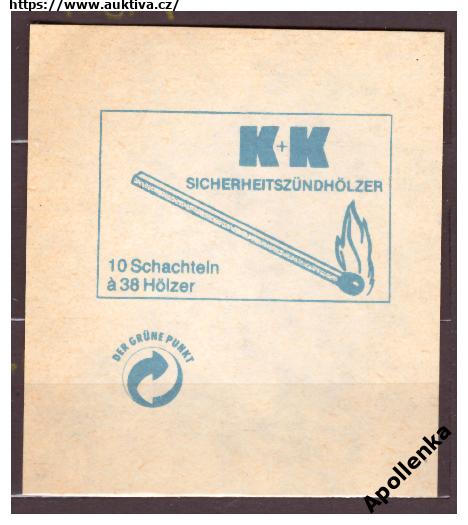 https://www.auktiva.cz/
K+K
SICHERHEITSZÜNDHÖLZER
10 Schachteln
à 38 Hölzer
DER GRÜNE PUNKT
Apollenka